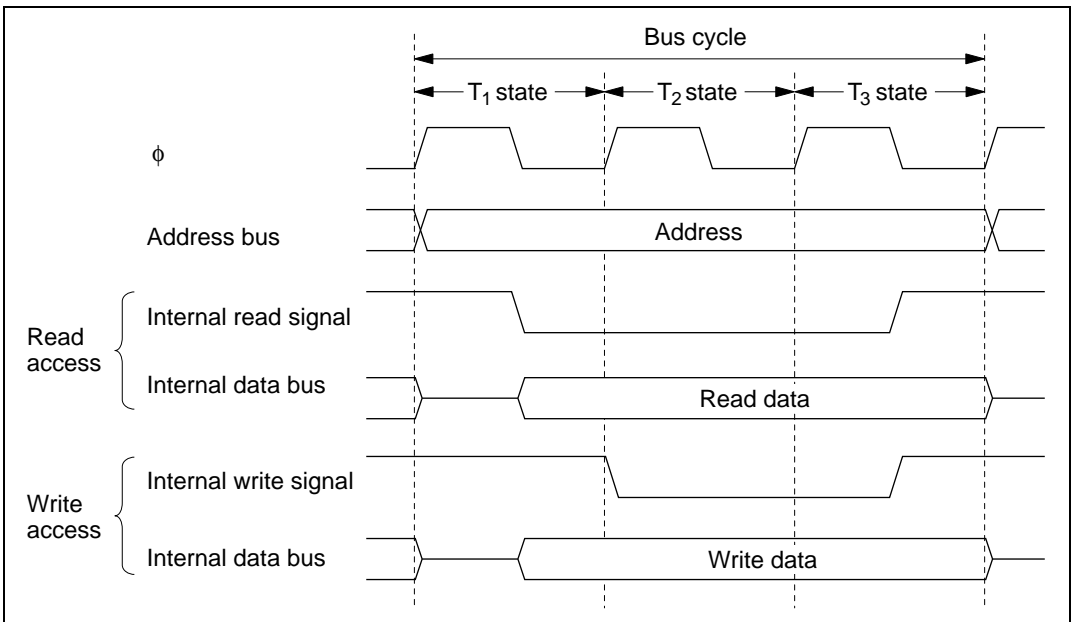 Bus cycle
T₁ state T₂ state T₃ state
φ
Address bus Address
Read access
Internal read signal
Internal data bus Read data
Write access
Internal write signal
Internal data bus Write data